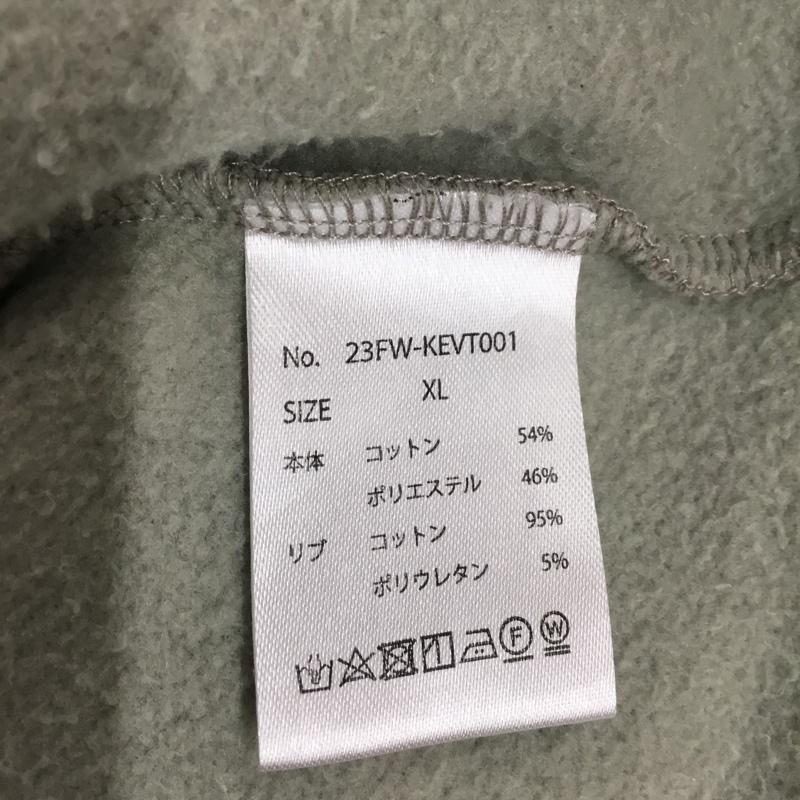 No. 23FW-KEVT001
SIZE XL
本体 コットン 54%
ポリエステル 46%
リブ コットン 95%
ポリウレタン 5%
F W